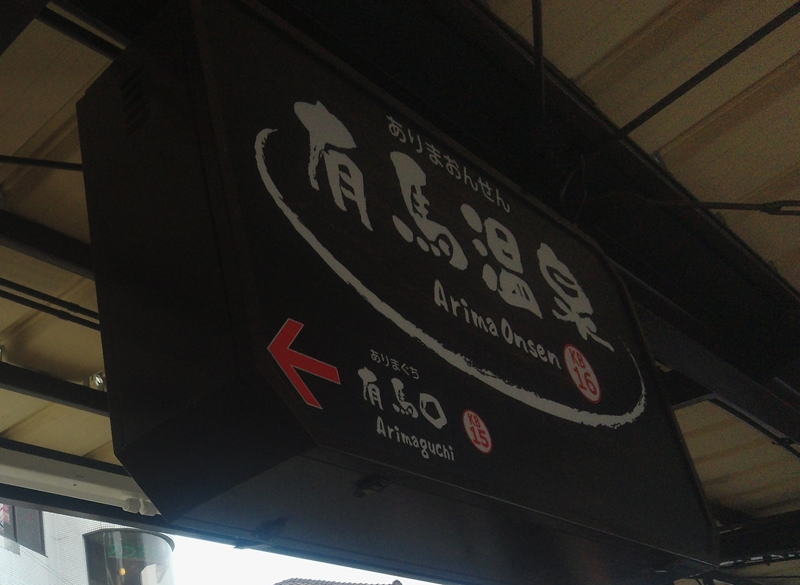 ありまおんせん
有馬温泉
Arima Onsen
KB
16
ありまぐち
有馬口
Arimaguchi
KB
15